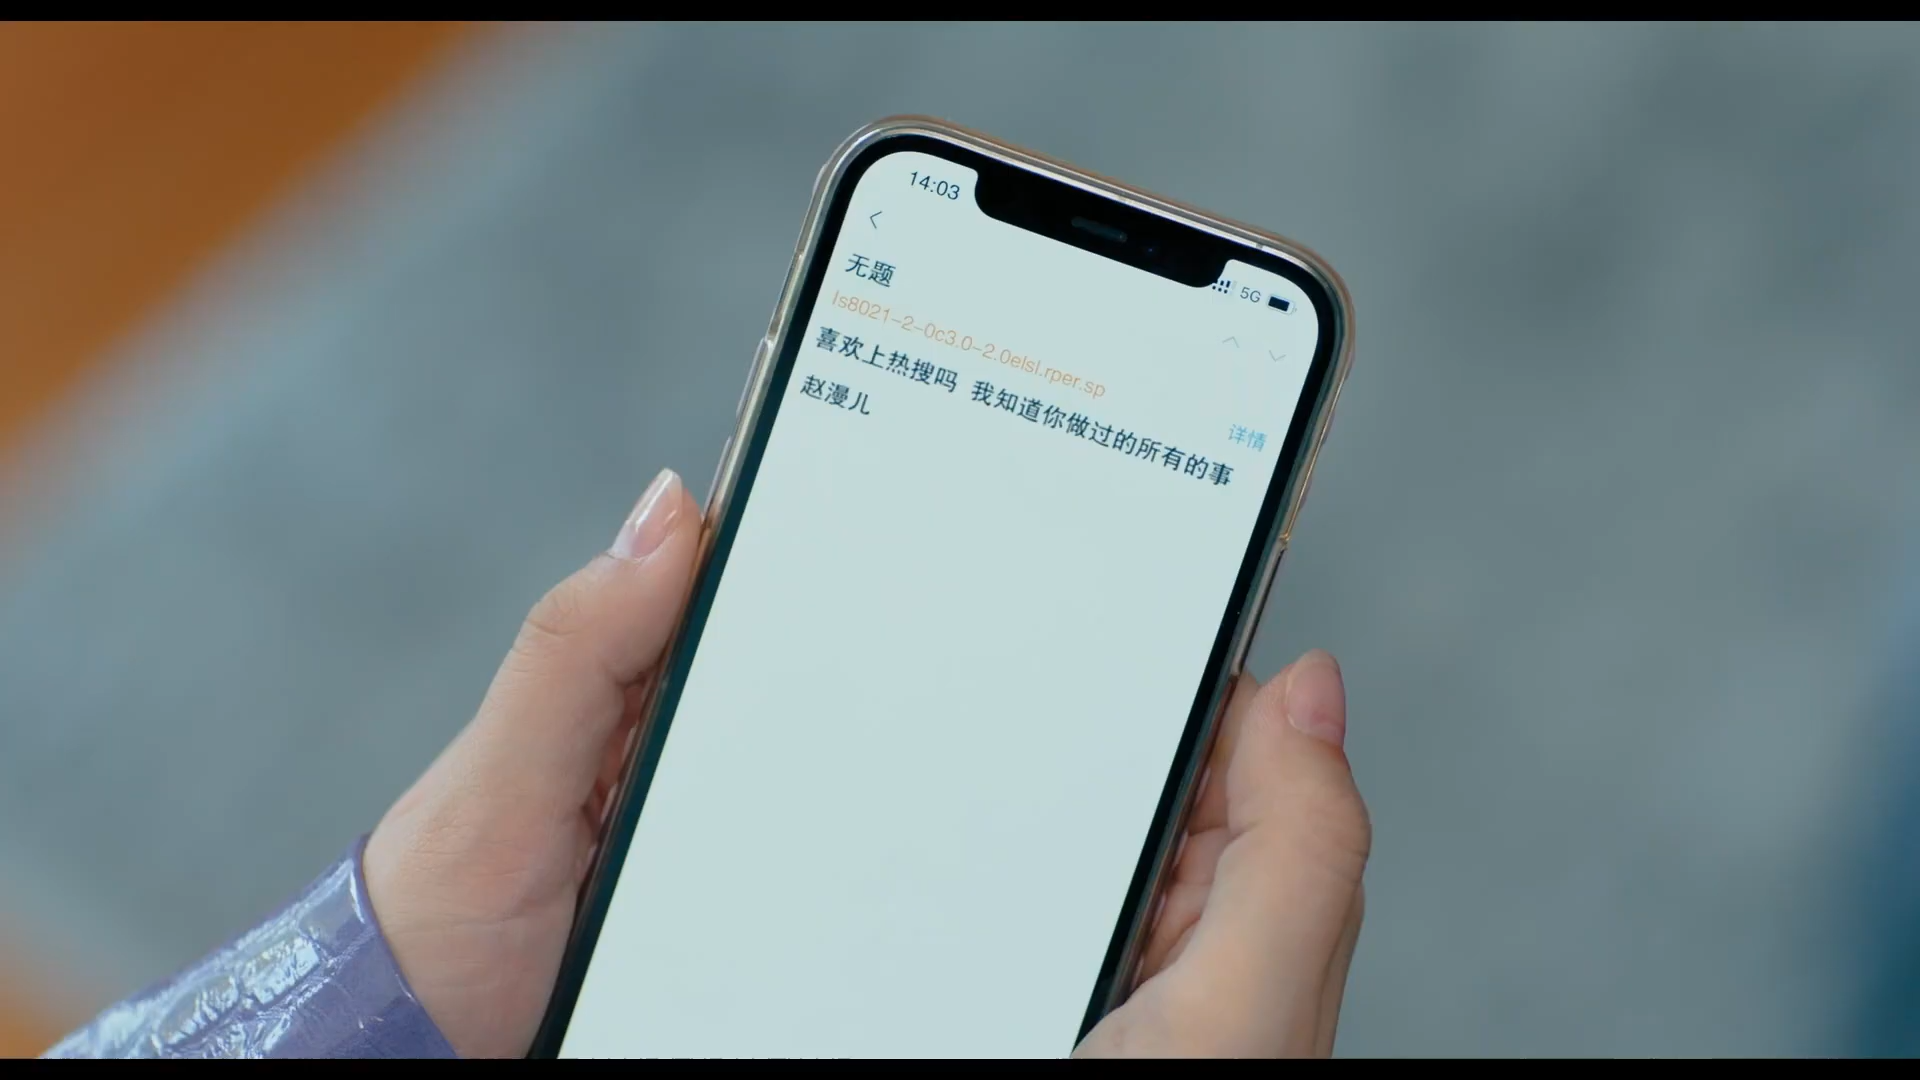 14:03
5G
无题
ls8021-2-0c3.0-2.0elsl.rper.sp
详情
喜欢上热搜吗 我知道你做过的所有的事
赵漫儿